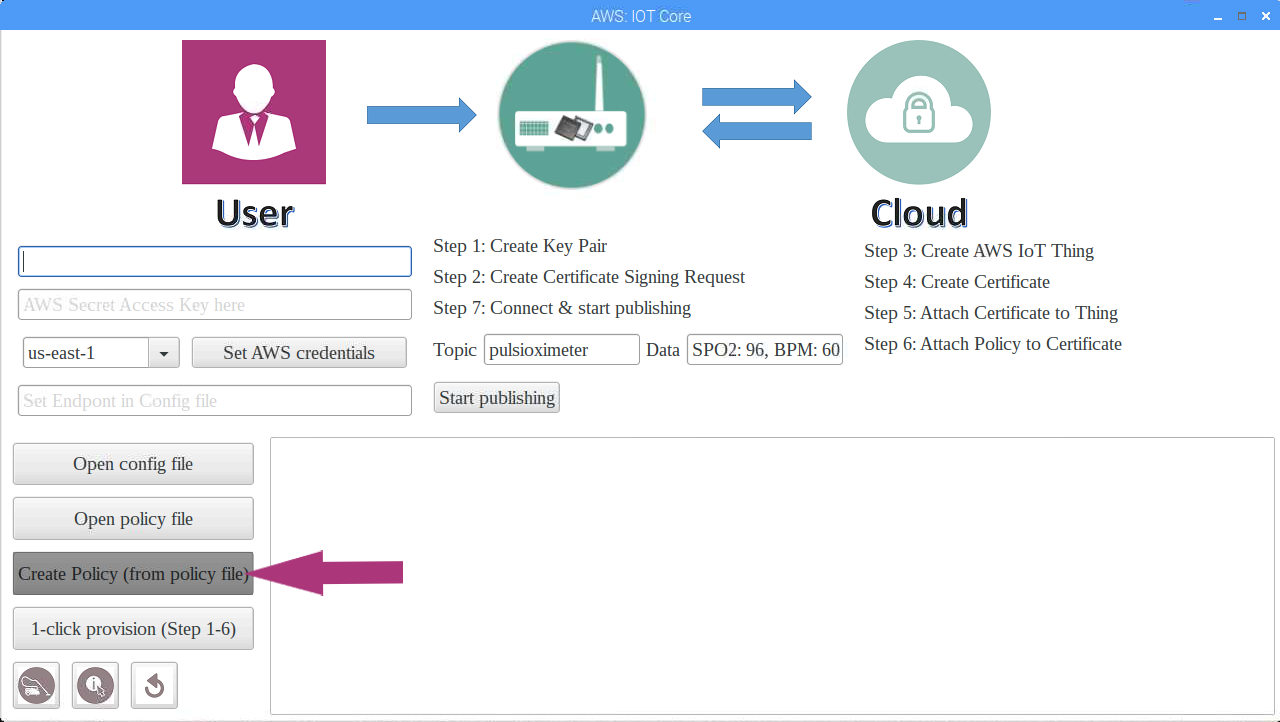 AWS: IOT Core
User
Cloud
AWS Secret Access Key here
us-east-1
Set AWS credentials
Set Endpont in Config file
Step 1: Create Key Pair
Step 2: Create Certificate Signing Request
Step 7: Connect & start publishing
Topic pulsioximeter Data SPO2: 96, BPM: 60
Start publishing
Step 3: Create AWS IoT Thing
Step 4: Create Certificate
Step 5: Attach Certificate to Thing
Step 6: Attach Policy to Certificate
Open config file
Open policy file
Create Policy (from policy file)
1-click provision (Step 1-6)
i